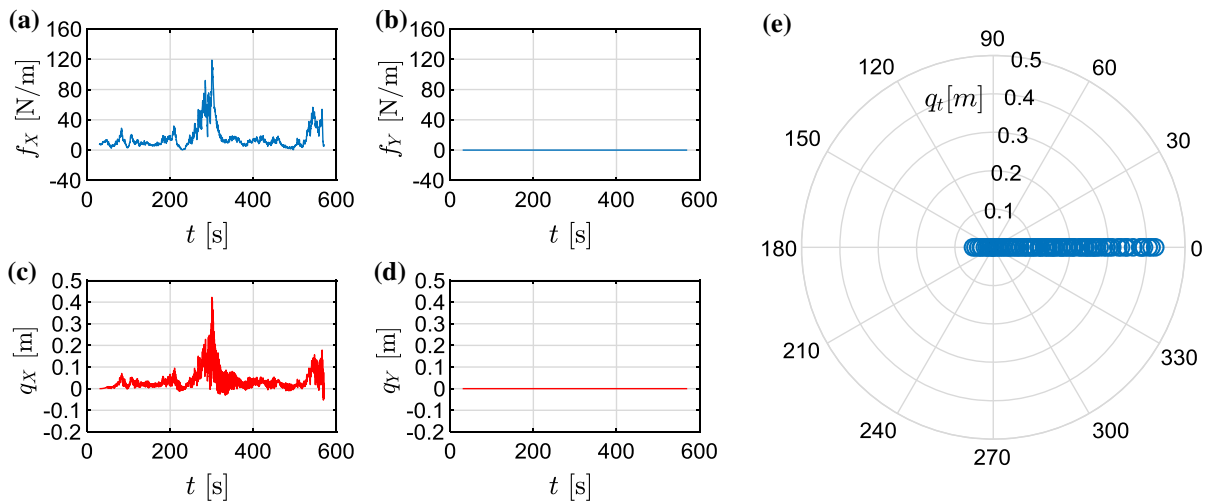 (a)
160
120
80
40
0
-40
f_X [N/m]
0 200 400 600
t [s]
(b)
160
120
80
40
0
-40
f_Y [N/m]
0 200 400 600
t [s]
(c)
0.5
0.4
0.3
0.2
0.1
0
-0.1
-0.2
q_X [m]
0 200 400 600
t [s]
(d)
0.5
0.4
0.3
0.2
0.1
0
-0.1
-0.2
q_Y [m]
0 200 400 600
t [s]
(e)
90
120 60
150 30
180 0
210 330
240 300
270
q_t[m]
0.5
0.4
0.3
0.2
0.1